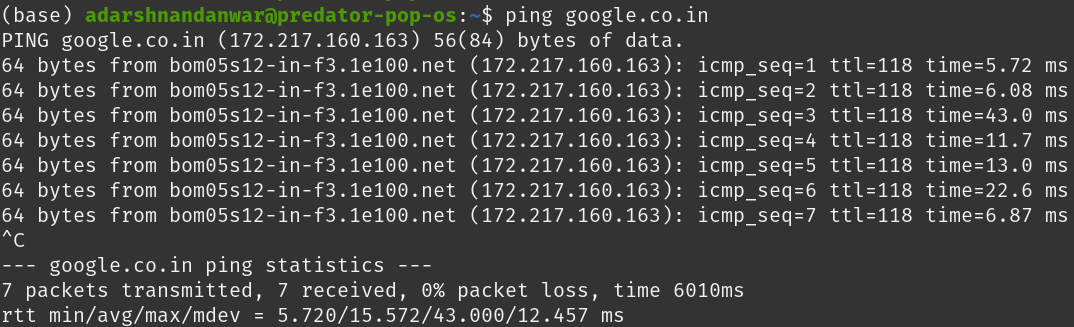 (base) adarshnandanwar@predator-pop-os:~$ ping google.co.in
PING google.co.in (172.217.160.163) 56(84) bytes of data.
64 bytes from bom05s12-in-f3.1e100.net (172.217.160.163): icmp_seq=1 ttl=118 time=5.72 ms
64 bytes from bom05s12-in-f3.1e100.net (172.217.160.163): icmp_seq=2 ttl=118 time=6.08 ms
64 bytes from bom05s12-in-f3.1e100.net (172.217.160.163): icmp_seq=3 ttl=118 time=43.0 ms
64 bytes from bom05s12-in-f3.1e100.net (172.217.160.163): icmp_seq=4 ttl=118 time=11.7 ms
64 bytes from bom05s12-in-f3.1e100.net (172.217.160.163): icmp_seq=5 ttl=118 time=13.0 ms
64 bytes from bom05s12-in-f3.1e100.net (172.217.160.163): icmp_seq=6 ttl=118 time=22.6 ms
64 bytes from bom05s12-in-f3.1e100.net (172.217.160.163): icmp_seq=7 ttl=118 time=6.87 ms
^C
--- google.co.in ping statistics ---
7 packets transmitted, 7 received, 0% packet loss, time 6010ms
rtt min/avg/max/mdev = 5.720/15.572/43.000/12.457 ms